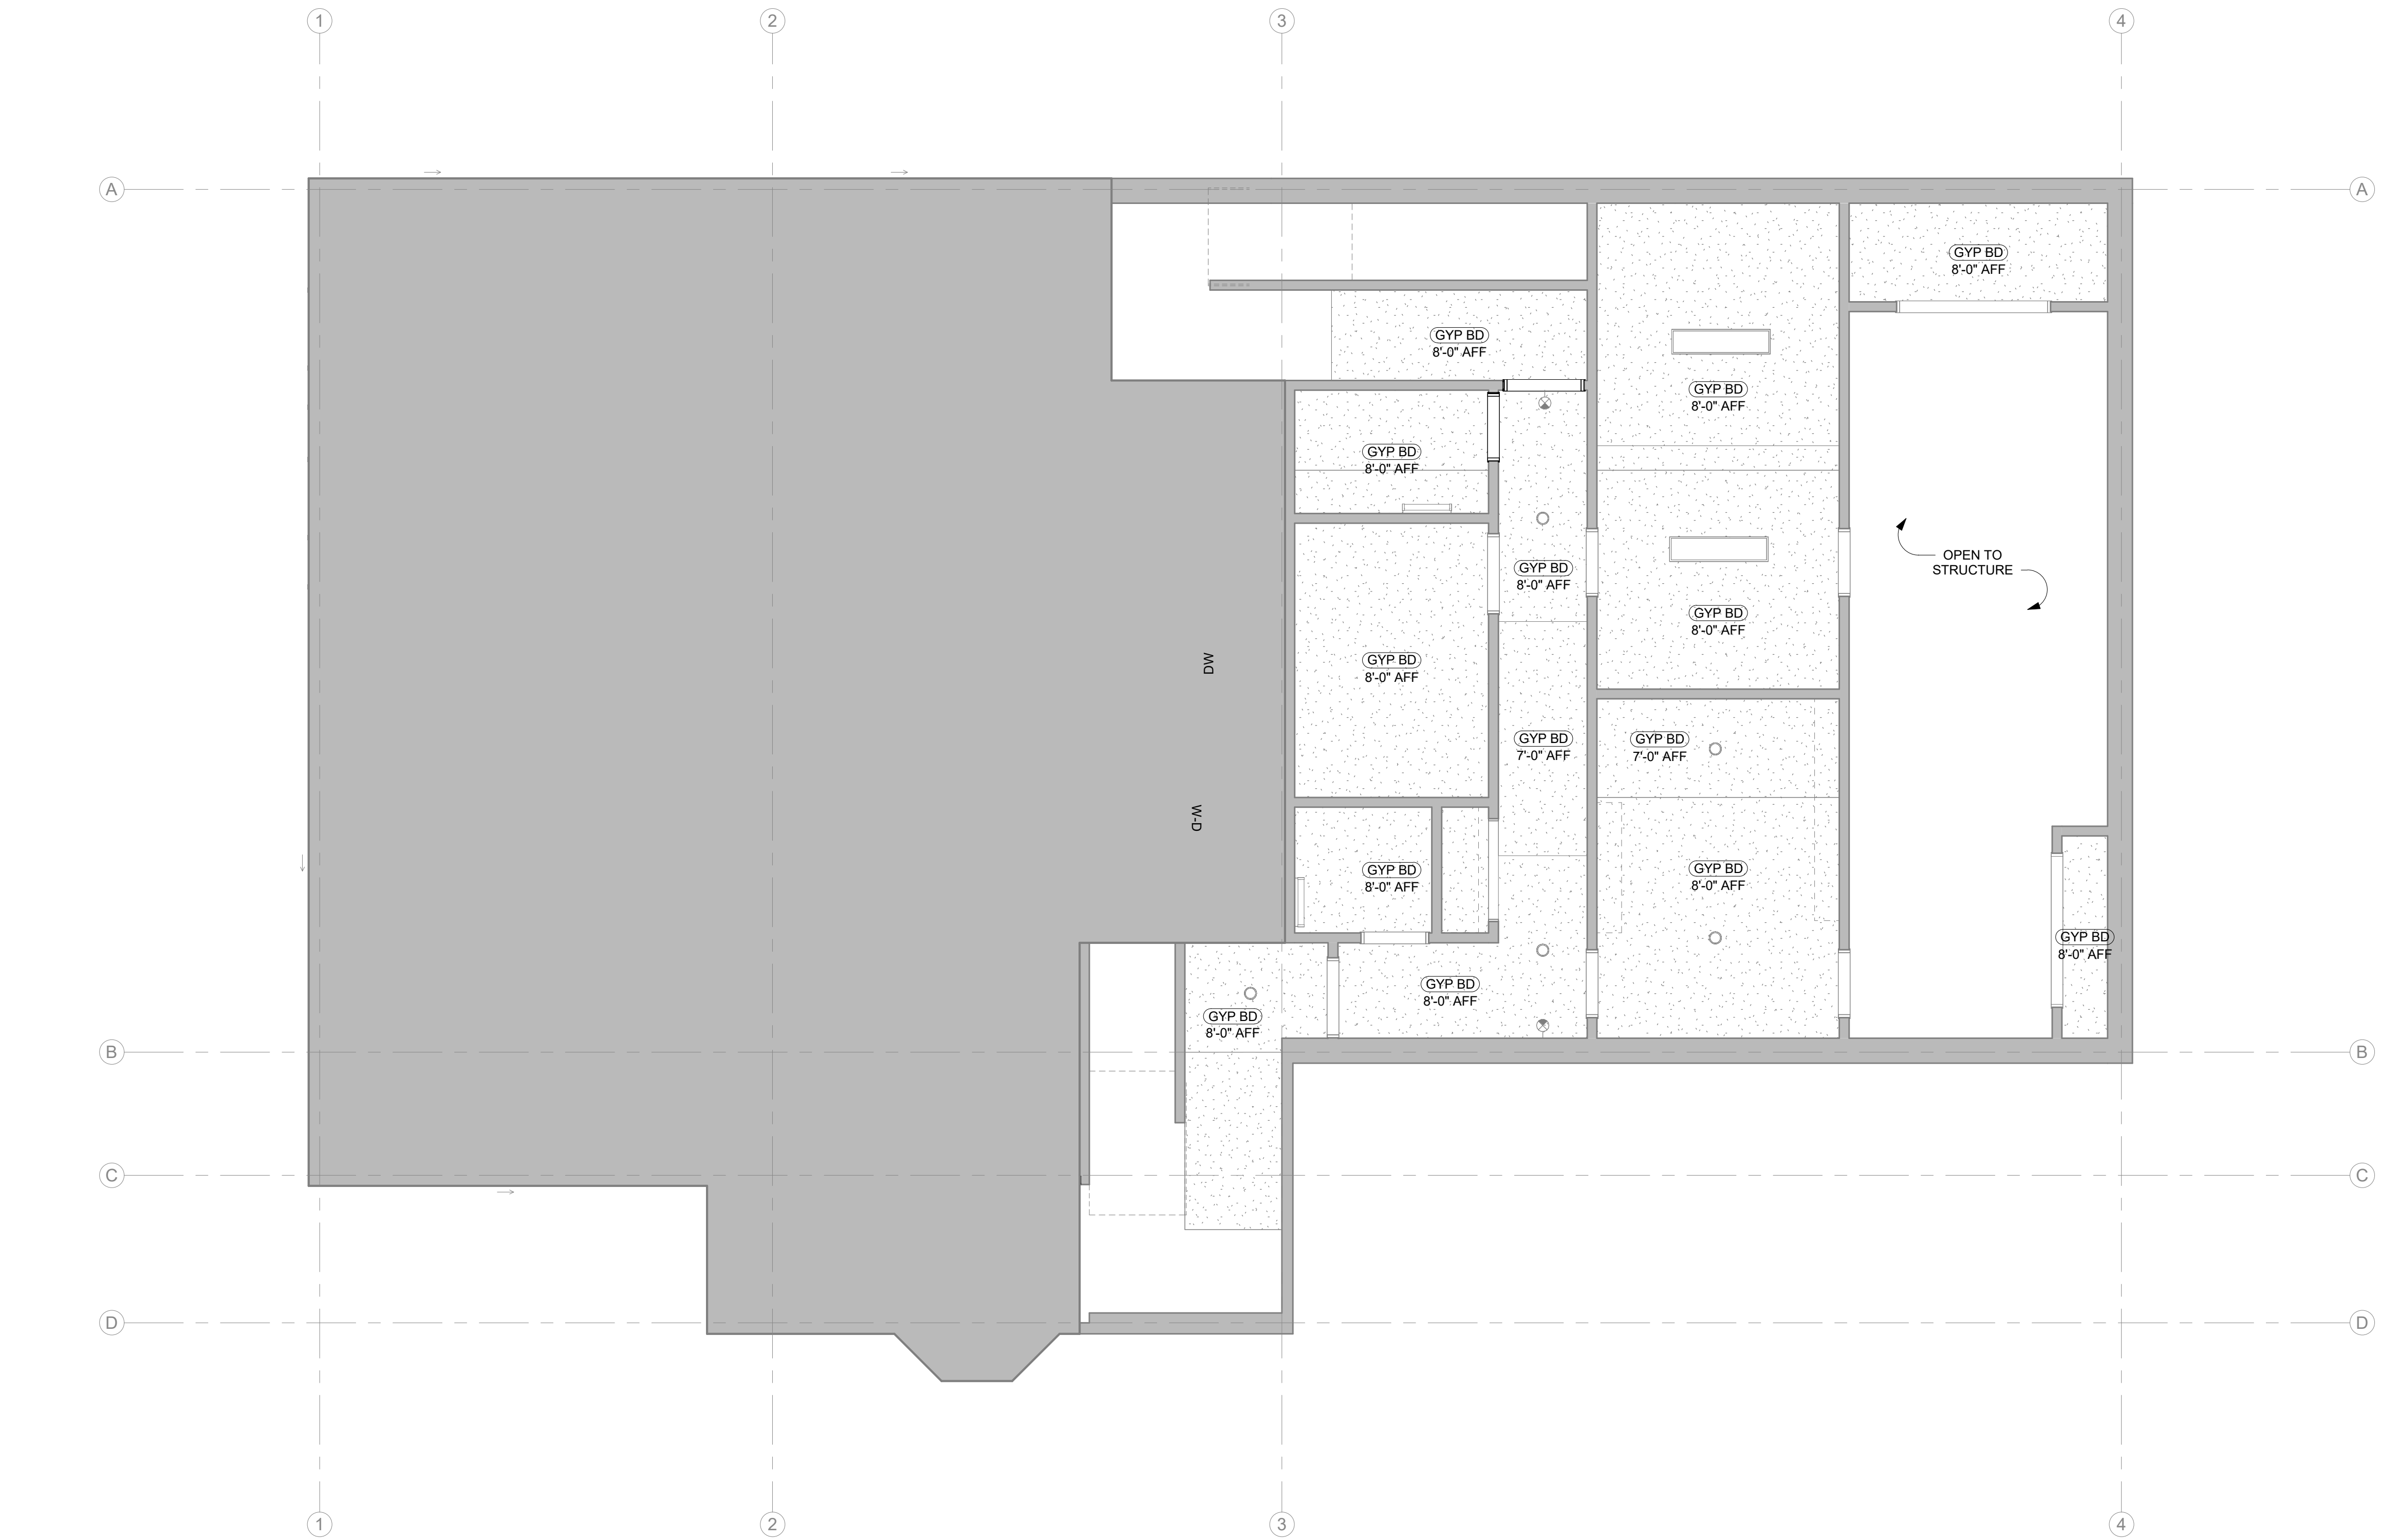 1
2
3
4
A
A
GYP BD
8'-0" AFF
GYP BD
8'-0" AFF
GYP BD
8'-0" AFF
GYP BD
8'-0" AFF
OPEN TO
STRUCTURE
GYP BD
8'-0" AFF
GYP BD
8'-0" AFF
DW
GYP BD
8'-0" AFF
GYP BD
7'-0" AFF
GYP BD
7'-0" AFF
W-D
GYP BD
8'-0" AFF
GYP BD
8'-0" AFF
GYP BD
8'-0" AFF
GYP BD
8'-0" AFF
GYP BD
8'-0" AFF
B
B
C
C
D
D
1
2
3
4